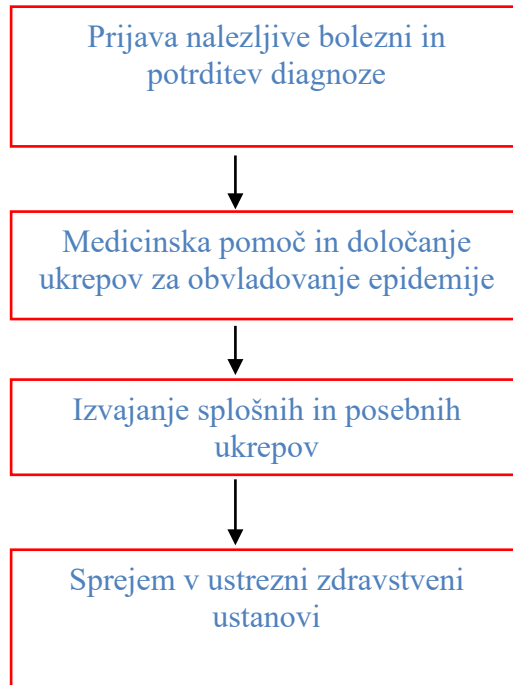 Prijava nalezljive bolezni in
potrditev diagnoze
Medicinska pomoč in določanje
ukrepov za obvladovanje epidemije
Izvajanje splošnih in posebnih
ukrepov
Sprejem v ustrezni zdravstveni
ustanovi